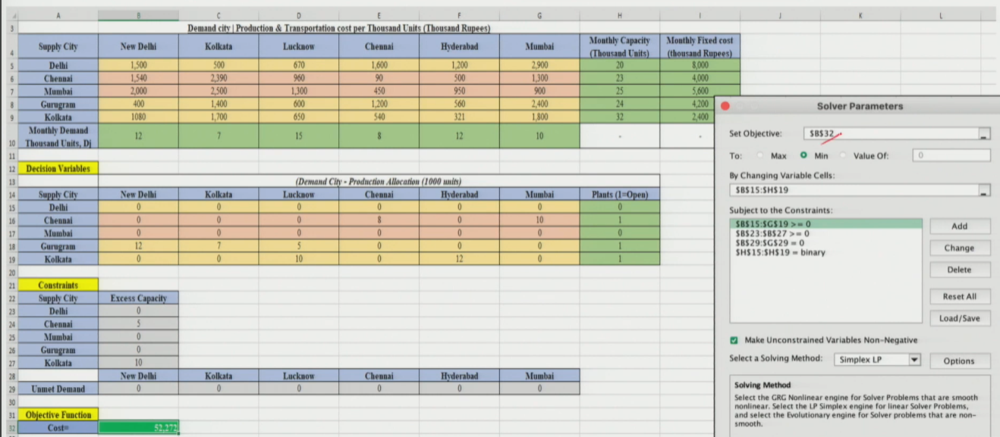 A B C D E F G H I J K L
3 Demand city | Production & Transportation cost per Thousand Units (Thousand Rupees)
4 Supply City New Delhi Kolkata Lucknow Chennai Hyderabad Mumbai Monthly Capacity (Thousand Units) Monthly Fixed cost (thousand Rupees)
5 Delhi 1,500 500 670 1,600 1,200 2,900 20 8,000
6 Chennai 1,540 2,390 960 90 500 1,300 23 4,000
7 Mumbai 2,000 2,500 1,300 450 950 900 25 5,600
8 Gurugram 400 1,400 600 1,200 560 2,400 24 4,200
9 Kolkata 1080 1,700 650 540 321 1,800 32 2,400
10 Monthly Demand Thousand Units, Dj 12 7 15 8 12 10 - -
11
12 Decision Variables
13 (Demand City - Production Allocation (1000 units)
14 Supply City New Delhi Kolkata Lucknow Chennai Hyderabad Mumbai Plants (1=Open)
15 Delhi 0 0 0 0 0 0 0
16 Chennai 0 0 0 8 0 10 1
17 Mumbai 0 0 0 0 0 0 0
18 Gurugram 12 7 5 0 0 0 1
19 Kolkata 0 0 10 0 12 0 1
20
21 Constraints
22 Supply City Excess Capacity
23 Delhi 0
24 Chennai 5
25 Mumbai 0
26 Gurugram 0
27 Kolkata 10
28 New Delhi Kolkata Lucknow Chennai Hyderabad Mumbai
29 Unmet Demand 0 0 0 0 0 0
30
31 Objective Function
32 Cost= 52,272
Solver Parameters
Set Objective: $B$32
To: Max Min Value Of: 0
By Changing Variable Cells:
$B$15:$H$19
Subject to the Constraints:
$B$15:$G$19 >= 0
$B$23:$B$27 >= 0
$B$29:$G$29 = 0
$H$15:$H$19 = binary
Add
Change
Delete
Reset All
Load/Save
Make Unconstrained Variables Non-Negative
Select a Solving Method: Simplex LP Options
Solving Method
Select the GRG Nonlinear engine for Solver Problems that are smooth
nonlinear. Select the LP Simplex engine for linear Solver Problems,
and select the Evolutionary engine for Solver problems that are non-
smooth.